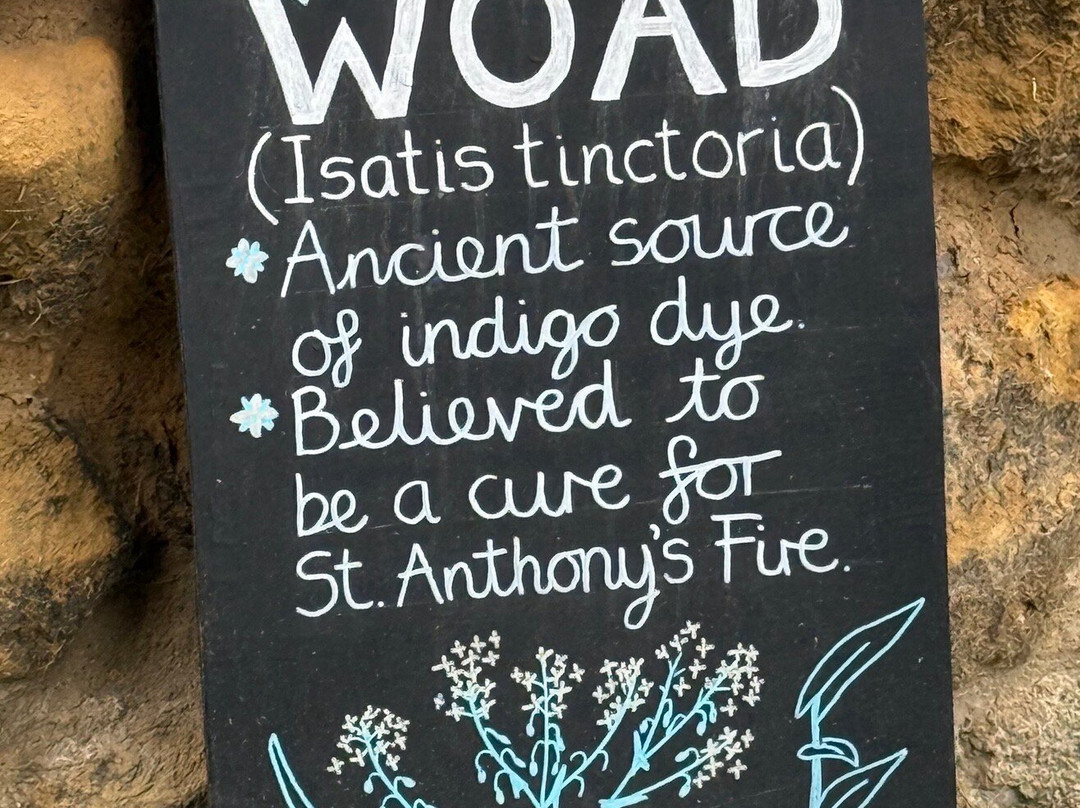 WOAD
(Isatis tinctoria)
Ancient source
of indigo dye.
Believed to
be a cure for
St. Anthony's Fire.